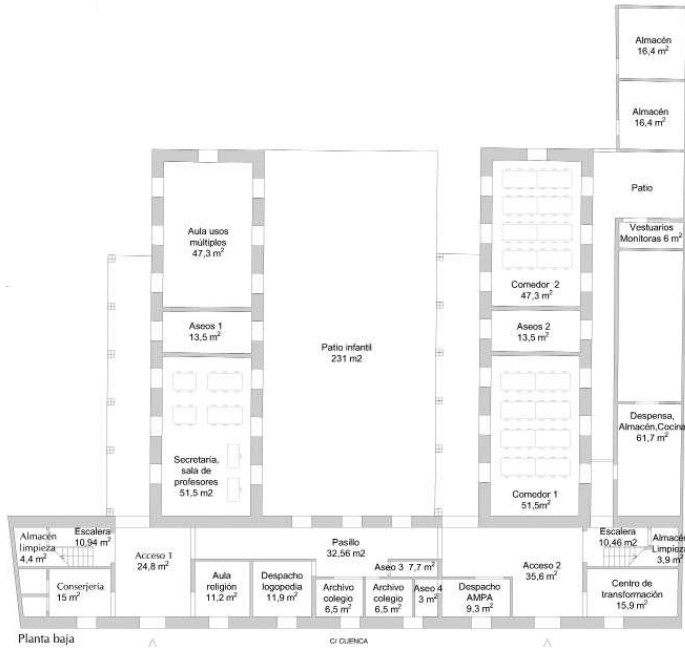 Almacén
16,4 m²
Almacén
16,4 m²
Patio
Vestuarios
Monitoras 6 m²
Aula usos
múltiples
47,3 m²
Comedor 2
47,3 m²
Aseos 1
13,5 m²
Aseos 2
13,5 m²
Patio infantil
231 m2
Despensa,
Almacén,Cocina
61,7 m²
Secretaría,
sala de
profesores
51,5 m2
Comedor 1
51,5m²
Almacén
limpieza
4,4 m²
Escalera
10,94 m²
Acceso 1
24,8 m²
Pasillo
32,56 m²
Acceso 2
35,6 m²
Escalera
10,46 m2
Almacén
Limpieza
3,9 m²
Conserjería
15 m²
Aula
religión
11,2 m²
Despacho
logopedia
11,9 m²
Aseo 3 7,7 m²
Archivo
colegio
6,5 m²
Archivo
colegio
6,5 m²
Aseo 4
3 m²
Despacho
AMPA
9,3 m²
Centro de
transformación
15,9 m²
Planta baja
C/ CUENCA